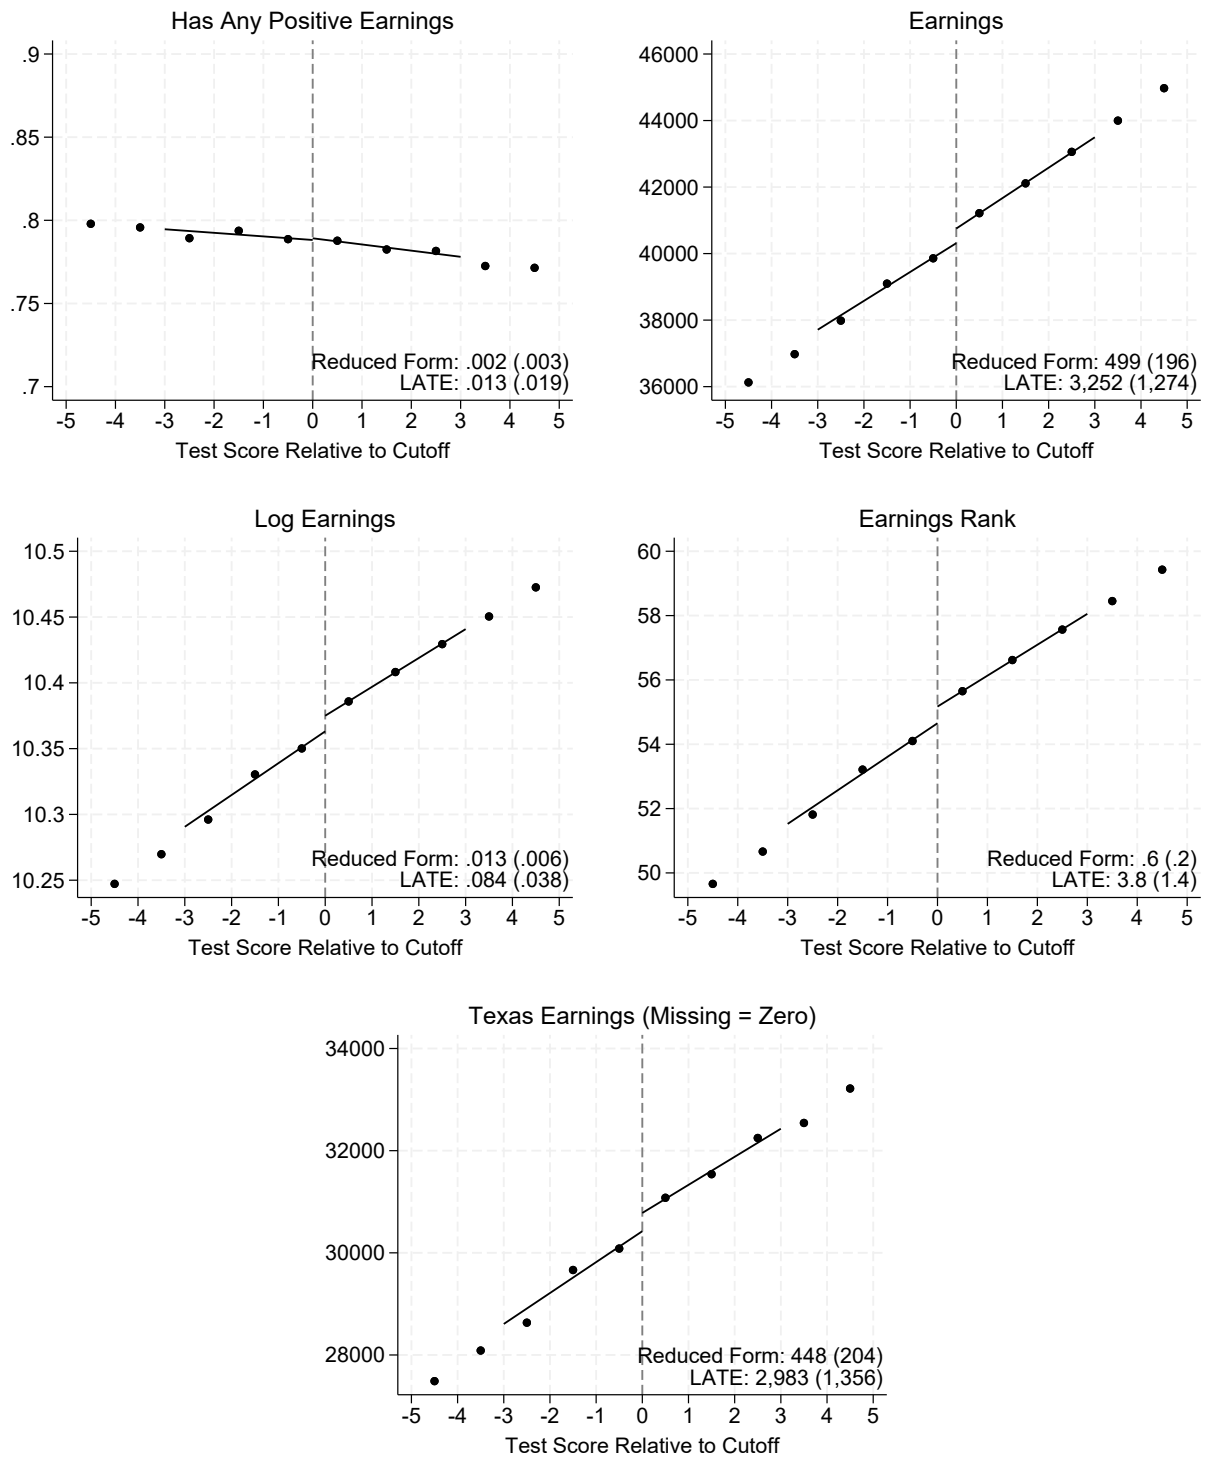 Has Any Positive Earnings
.9
.85
.8
.75
.7
Reduced Form: .002 (.003)
LATE: .013 (.019)
-5 -4 -3 -2 -1 0 1 2 3 4 5
Test Score Relative to Cutoff
Earnings
46000
44000
42000
40000
38000
36000
Reduced Form: 499 (196)
LATE: 3,252 (1,274)
-5 -4 -3 -2 -1 0 1 2 3 4 5
Test Score Relative to Cutoff
Log Earnings
10.5
10.45
10.4
10.35
10.3
10.25
Reduced Form: .013 (.006)
LATE: .084 (.038)
-5 -4 -3 -2 -1 0 1 2 3 4 5
Test Score Relative to Cutoff
Earnings Rank
60
58
56
54
52
50
Reduced Form: .6 (.2)
LATE: 3.8 (1.4)
-5 -4 -3 -2 -1 0 1 2 3 4 5
Test Score Relative to Cutoff
Texas Earnings (Missing = Zero)
34000
32000
30000
28000
Reduced Form: 448 (204)
LATE: 2,983 (1,356)
-5 -4 -3 -2 -1 0 1 2 3 4 5
Test Score Relative to Cutoff